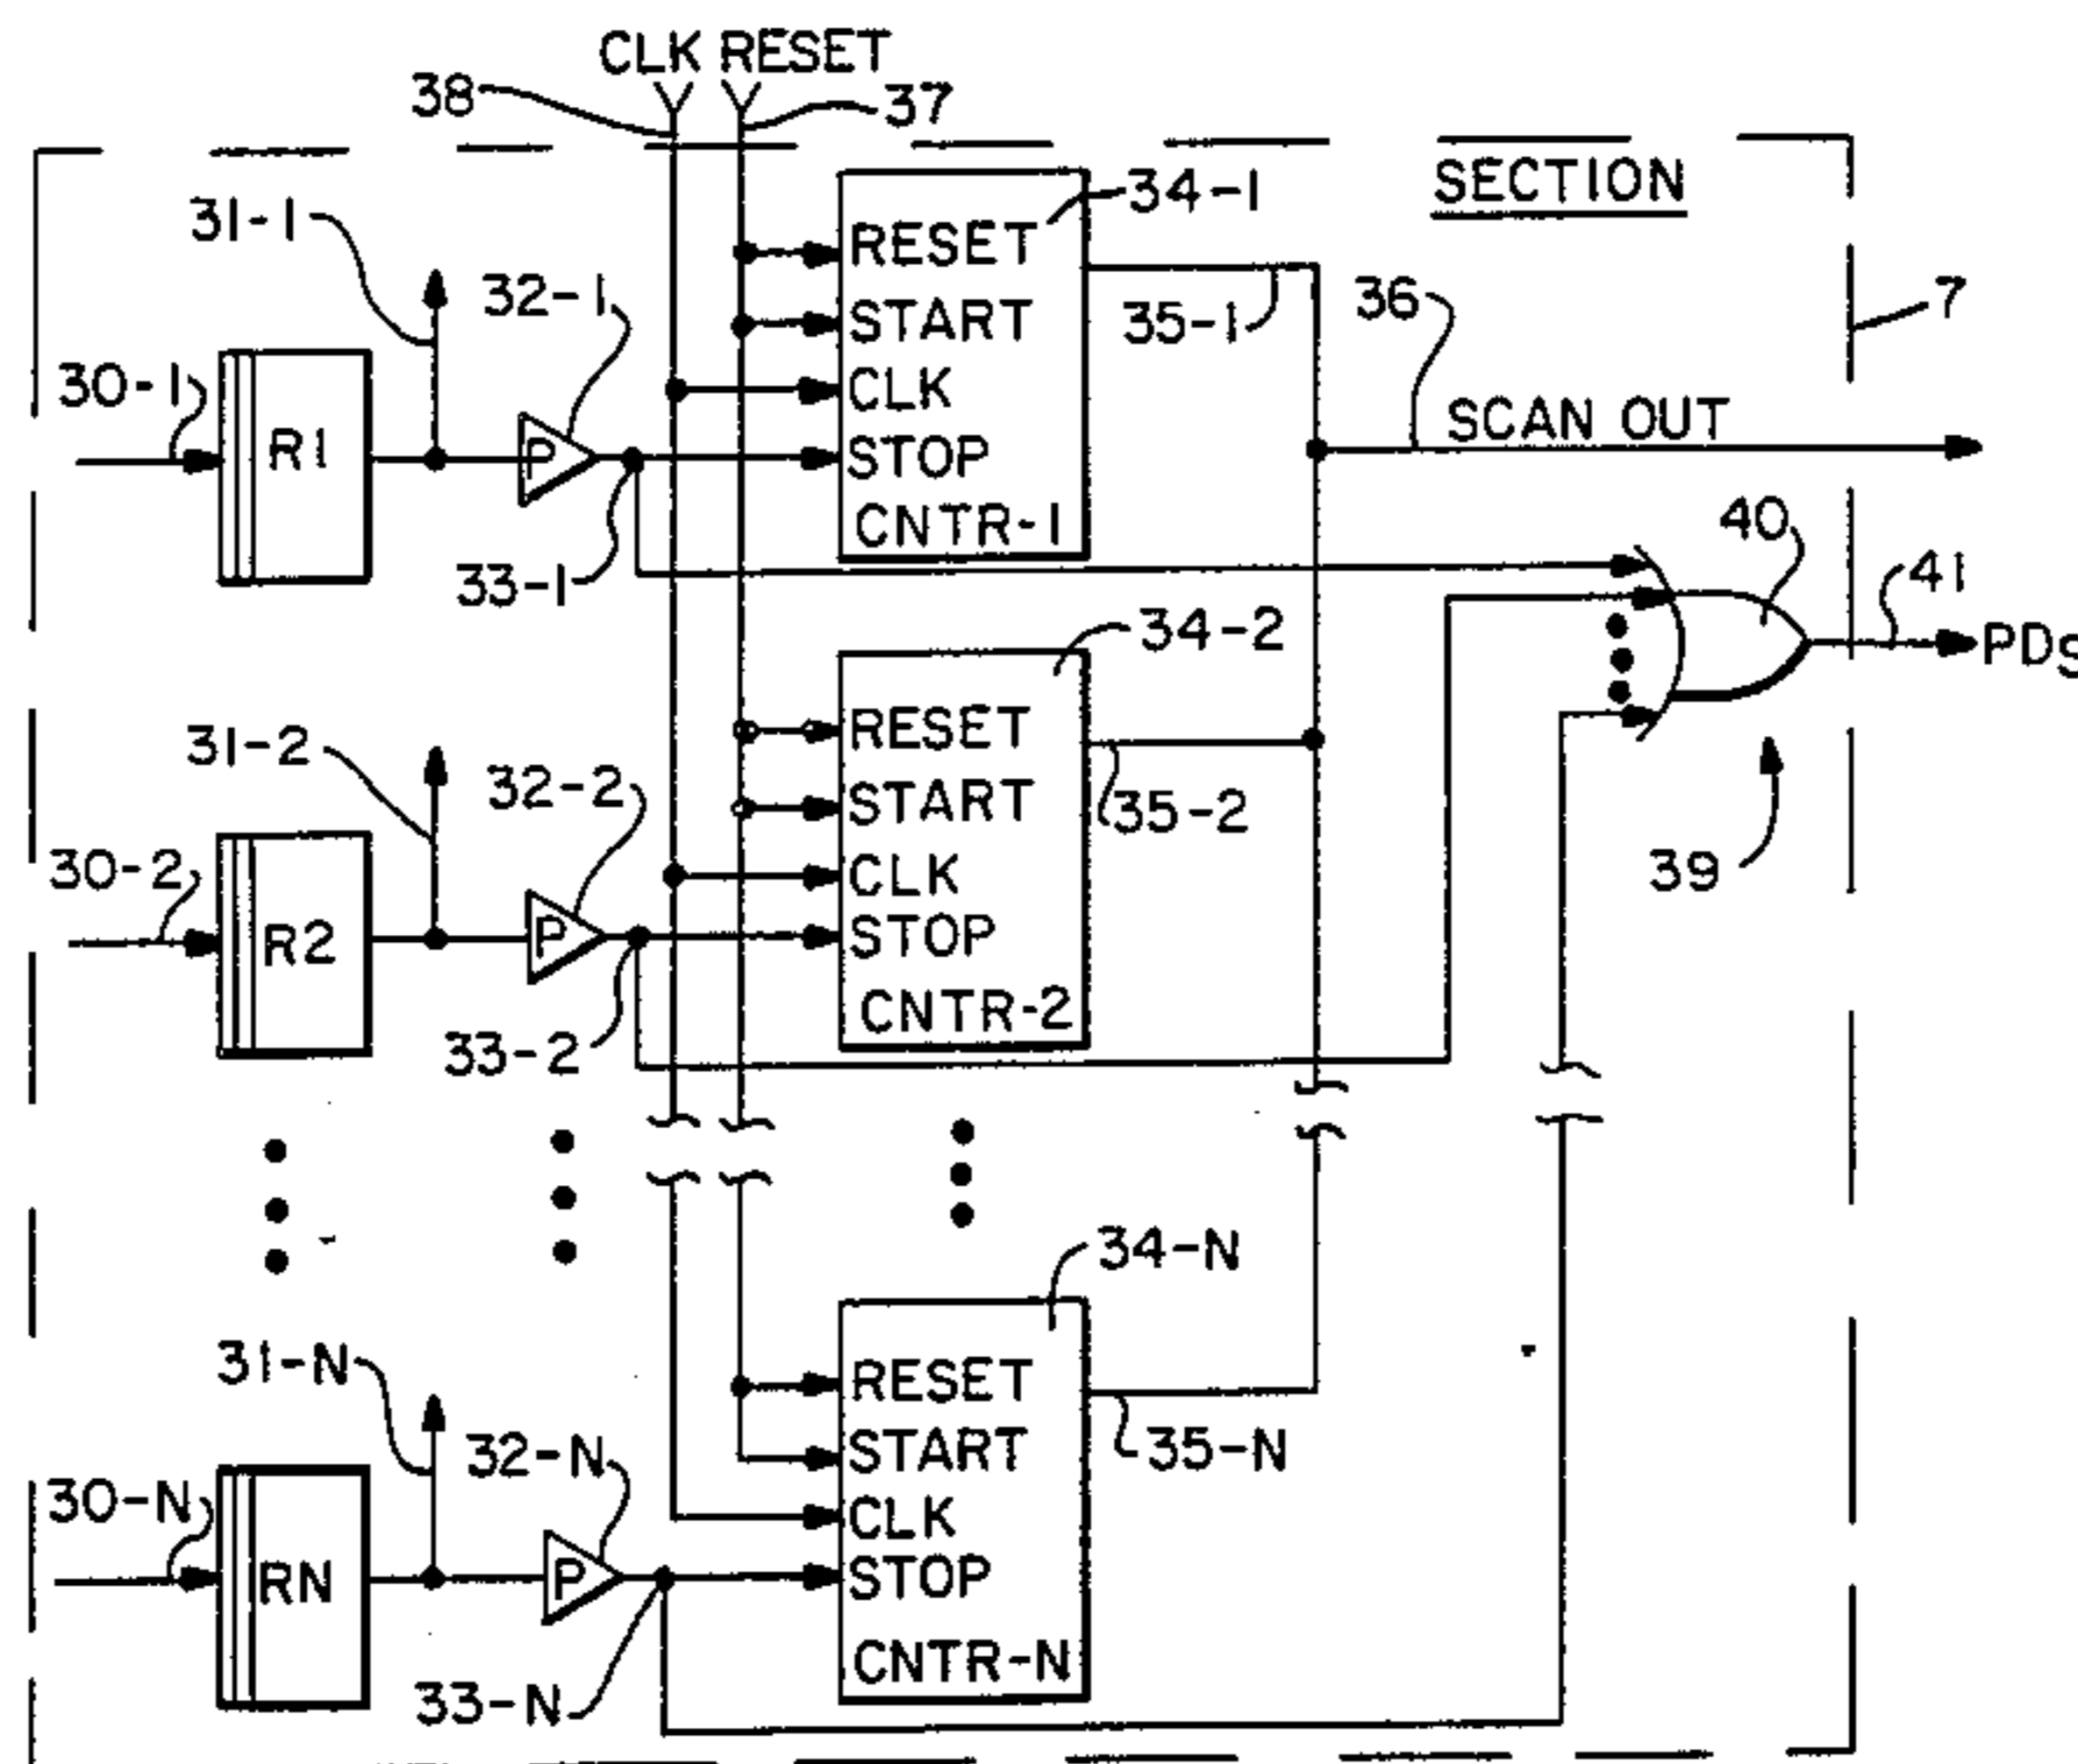 CLK RESET
38
37
SECTION
34-1
31-1
RESET
32-1
START
35-1
36
7
30-1
CLK
SCAN OUT
R1
P
STOP
CNTR-1
40
33-1
41
34-2
PDS
31-2
RESET
32-2
START
35-2
30-2
CLK
39
R2
P
STOP
CNTR-2
33-2
34-N
31-N
RESET
32-N
START
35-N
30-N
CLK
RN
P
STOP
CNTR-N
33-N